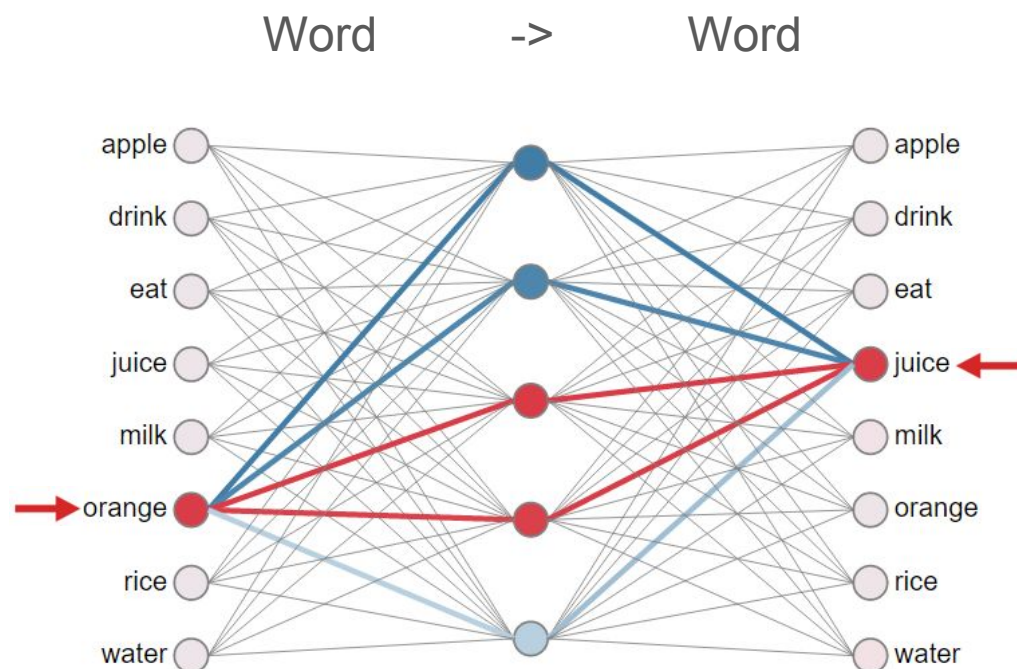 Word -> Word
apple apple
drink drink
eat eat
juice juice
milk milk
orange orange
rice rice
water water